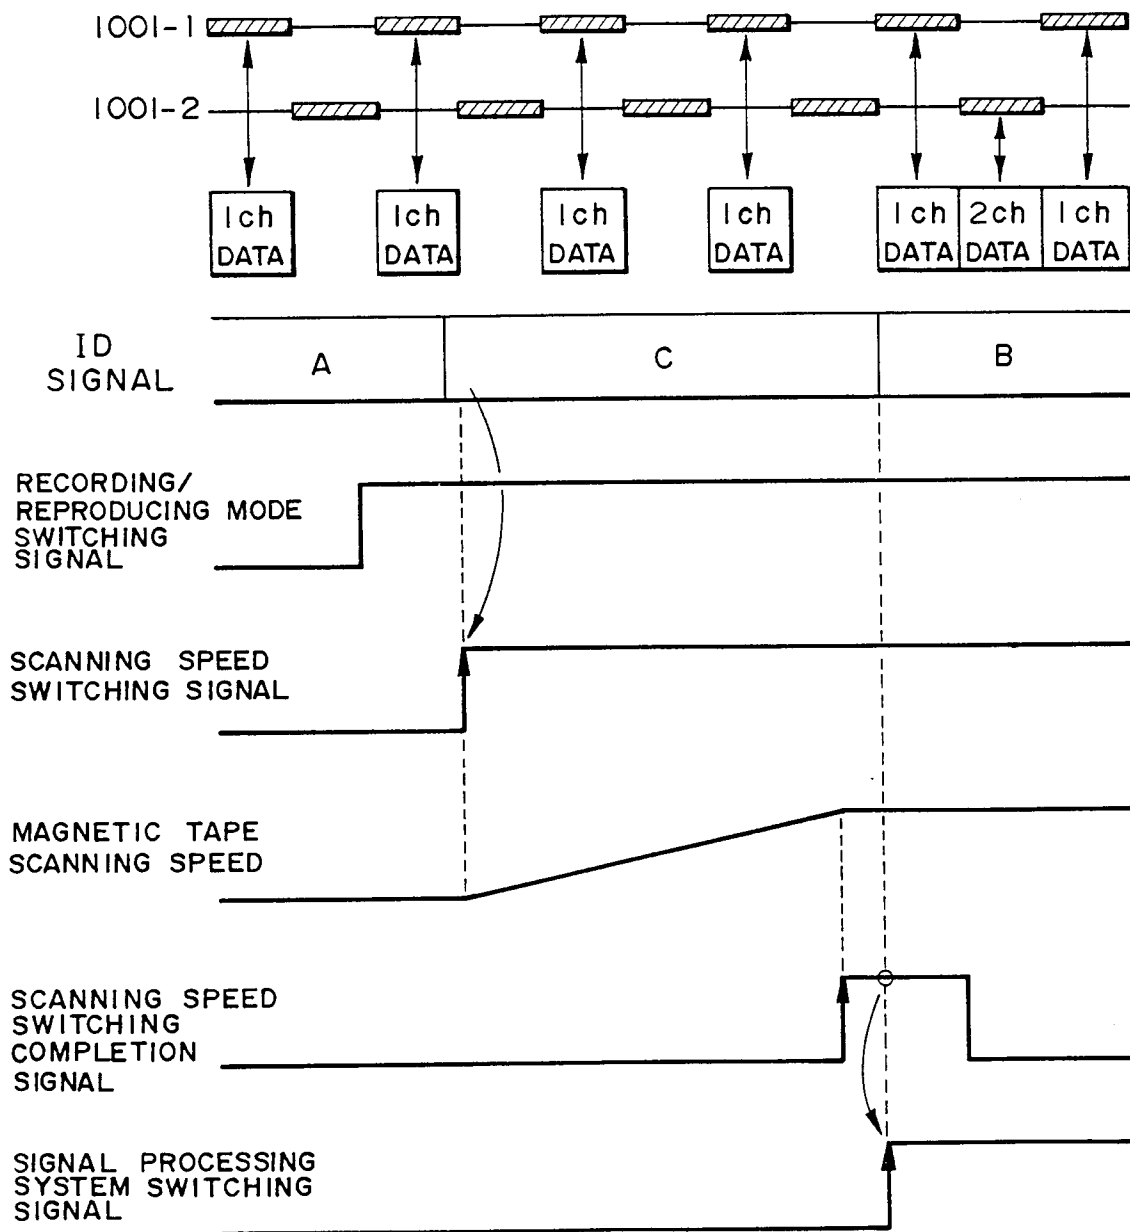 1001-1
1001-2
1ch 1ch 1ch 1ch 1ch 2ch 1ch
DATA DATA DATA DATA DATA DATA DATA
ID
SIGNAL
A C B
RECORDING/
REPRODUCING MODE
SWITCHING
SIGNAL
SCANNING SPEED
SWITCHING SIGNAL
MAGNETIC TAPE
SCANNING SPEED
SCANNING SPEED
SWITCHING
COMPLETION
SIGNAL
SIGNAL PROCESSING
SYSTEM SWITCHING
SIGNAL